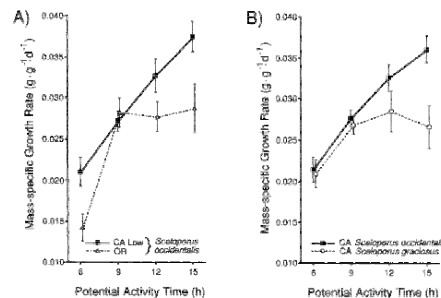 A)
Mass-specific Growth Rate (g · g⁻¹d⁻¹)
0.040
0.035
0.030
0.025
0.020
0.015
0.010
CA Low
OR
Sceloporus
occidentalis
6 9 12 15
Potential Activity Time (h)
B)
Mass-specific Growth Rate (g · g⁻¹d⁻¹)
0.040
0.035
0.030
0.025
0.020
0.015
0.010
CA Sceloporus occidentali
CA Sceloporus graciosus
6 9 12 15
Potential Activity Time (h)